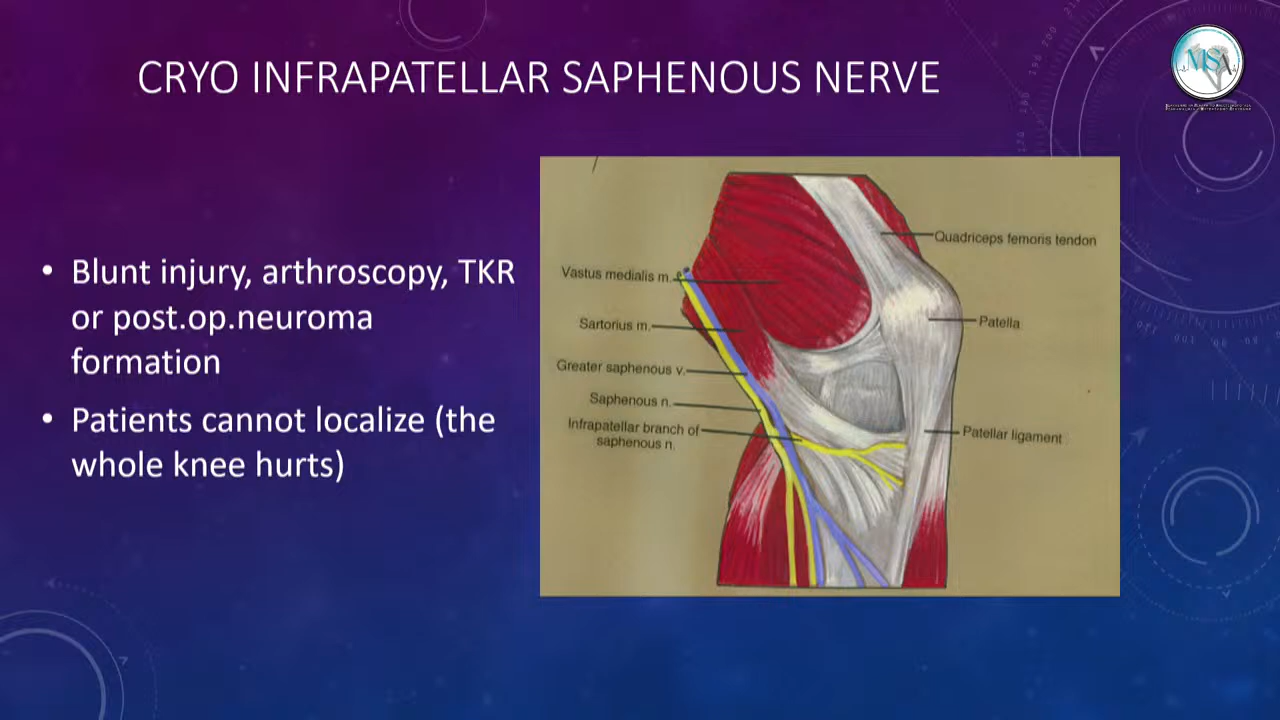 CRYO INFRAPATELLAR SAPHENOUS NERVE
MSA
• Blunt injury, arthroscopy, TKR
or post.op.neuroma
formation
• Patients cannot localize (the
whole knee hurts)
Quadriceps femoris tendon
Vastus medialis m.
Sartorius m.
Patella
Greater saphenous v.
Saphenous n.
Infrapatellar branch of
saphenous n.
Patellar ligament